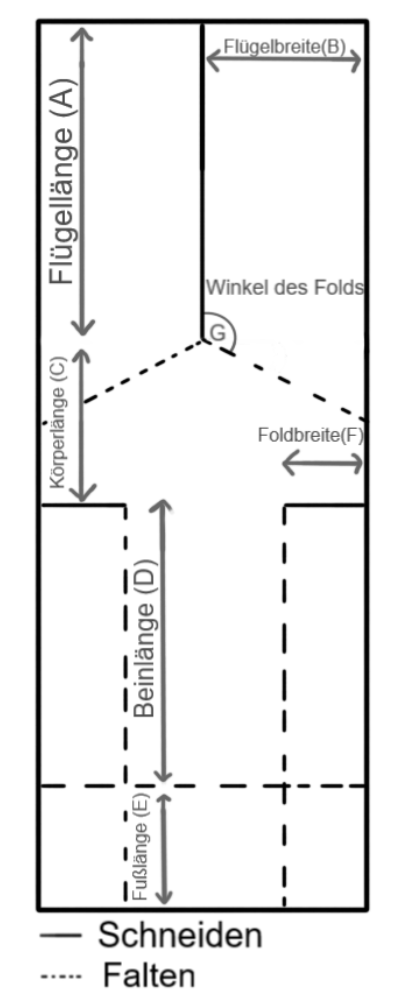 Flügelbreite(B)
Flügellänge (A)
Winkel des Folds
G
Körperlänge (C)
Foldbreite(F)
Beinlänge (D)
Fußlänge (E)
Schneiden
Falten